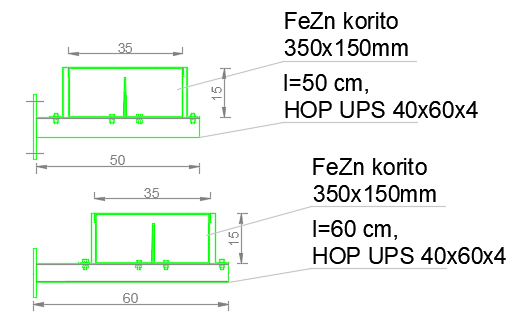 35
FeZn korito
350x150mm
15
l=50 cm,
HOP UPS 40x60x4
50
FeZn korito
350x150mm
35
15
l=60 cm,
HOP UPS 40x60x4
60